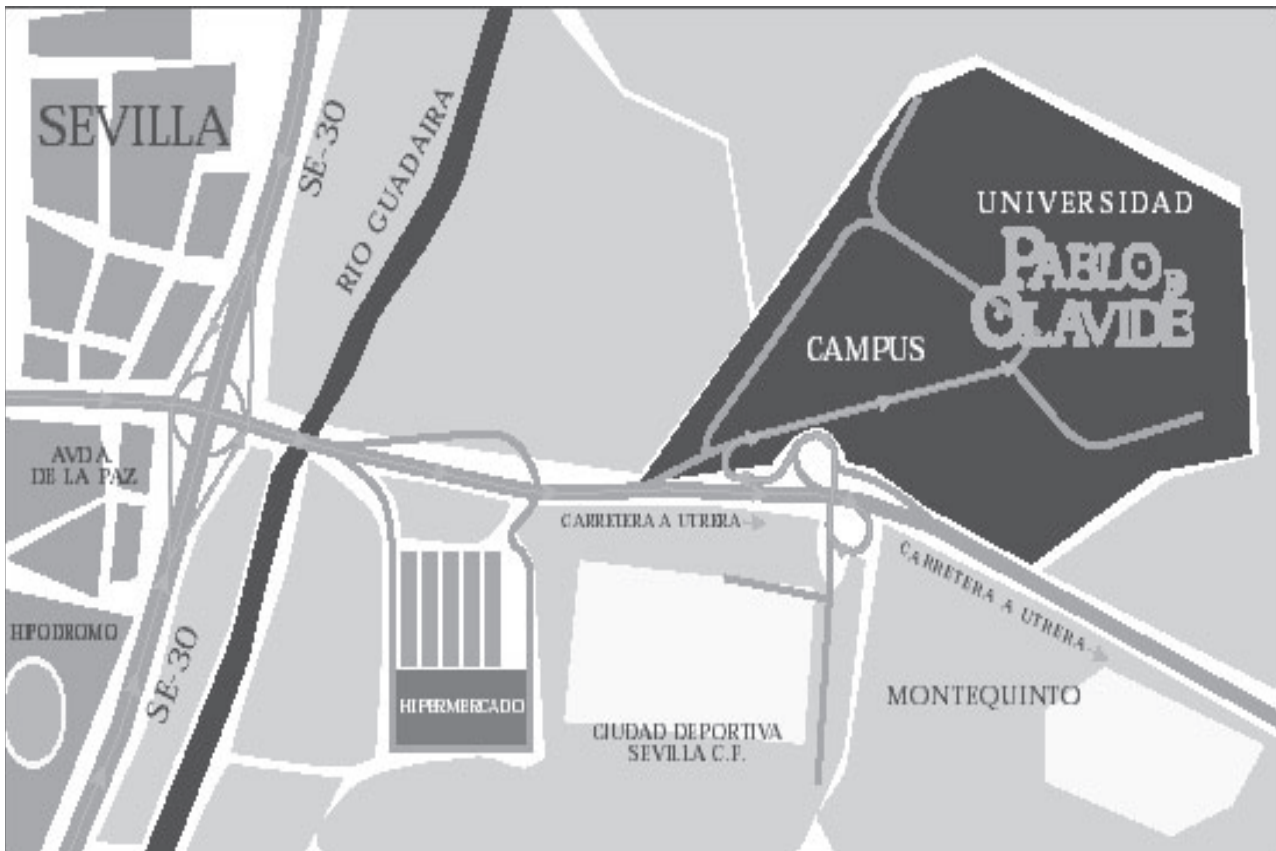 SEVILLA
SE-30
RIO GUADAIRA
UNIVERSIDAD
PABLO DE
OLAVIDE
CAMPUS
AVDA.
DE LA PAZ
CARRETERA A UTRERA
CARRETERA A UTRERA
HIPODROMO
SE-30
HIPERMERCADO
MONTEQUINTO
CIUDAD DEPORTIVA
SEVILLA C.F.